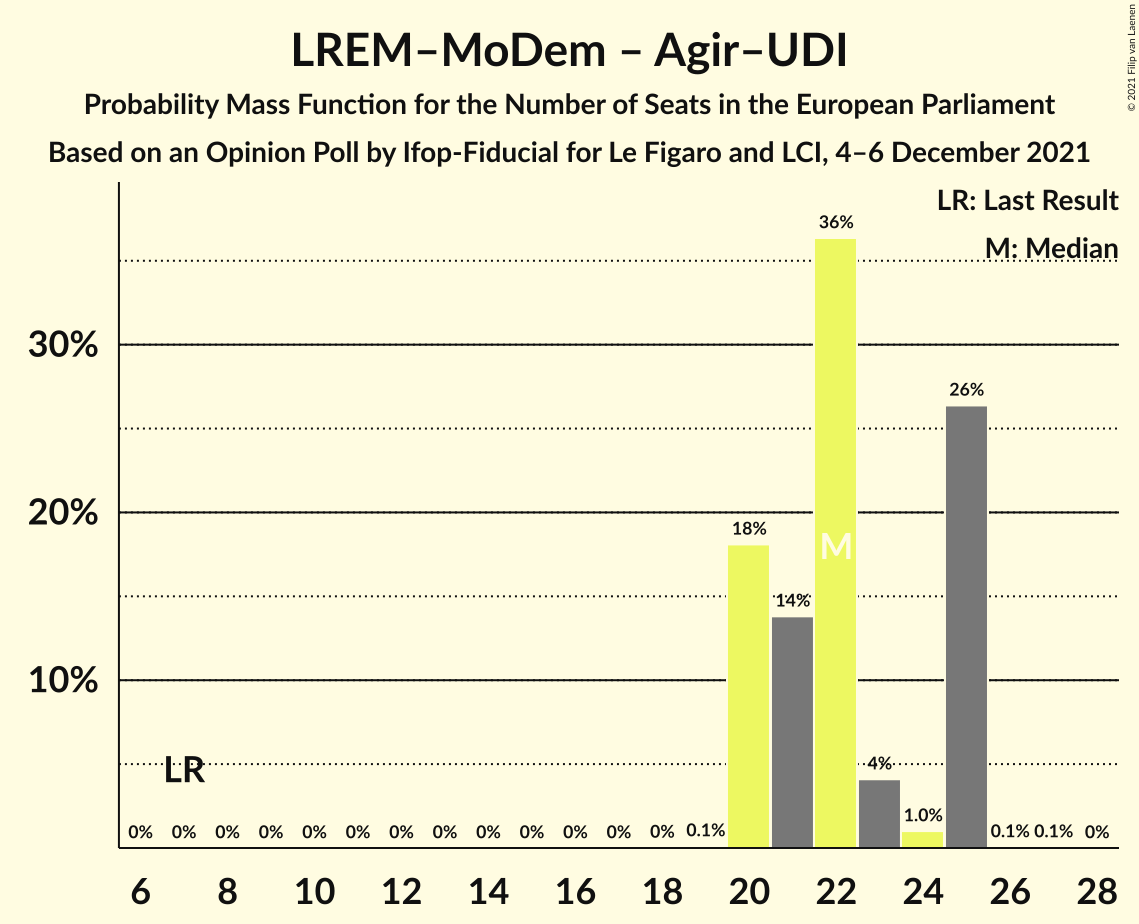 LREM–MoDem – Agir–UDI
Probability Mass Function for the Number of Seats in the European Parliament
Based on an Opinion Poll by Ifop-Fiducial for Le Figaro and LCI, 4–6 December 2021
© 2021 Filip van Laenen
LR: Last Result
M: Median
36%
30%
26%
20%
18%
M
14%
10%
LR
4%
1.0%
0% 0% 0% 0% 0% 0% 0% 0% 0% 0% 0% 0% 0% 0.1% 0.1% 0.1% 0%
6 8 10 12 14 16 18 20 22 24 26 28